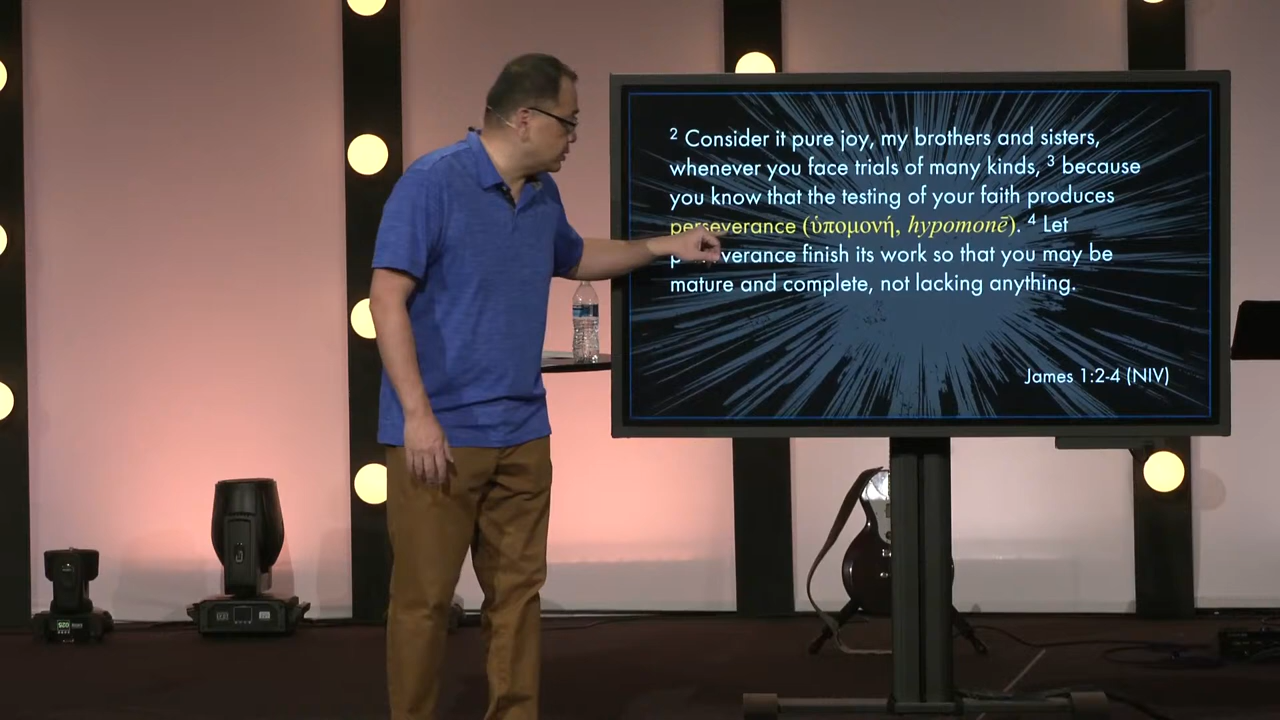 ² Consider it pure joy, my brothers and sisters,
whenever you face trials of many kinds, ³ because
you know that the testing of your faith produces
perseverance (ὑπομονή, hypomonē). ⁴ Let
perseverance finish its work so that you may be
mature and complete, not lacking anything.
James 1:2-4 (NIV)